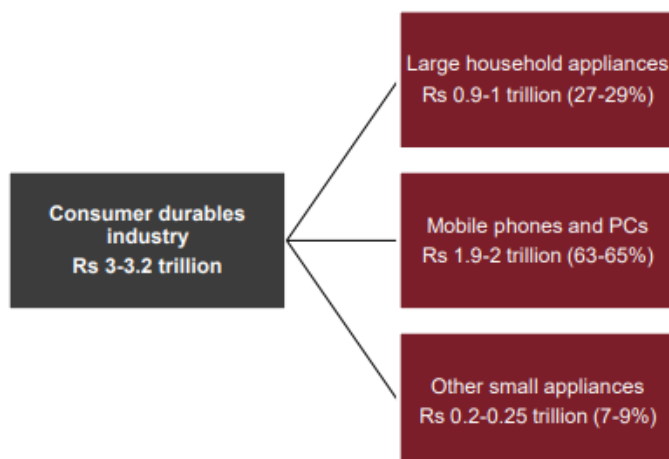 Consumer durables
industry
Rs 3-3.2 trillion
Large household appliances
Rs 0.9-1 trillion (27-29%)
Mobile phones and PCs
Rs 1.9-2 trillion (63-65%)
Other small appliances
Rs 0.2-0.25 trillion (7-9%)